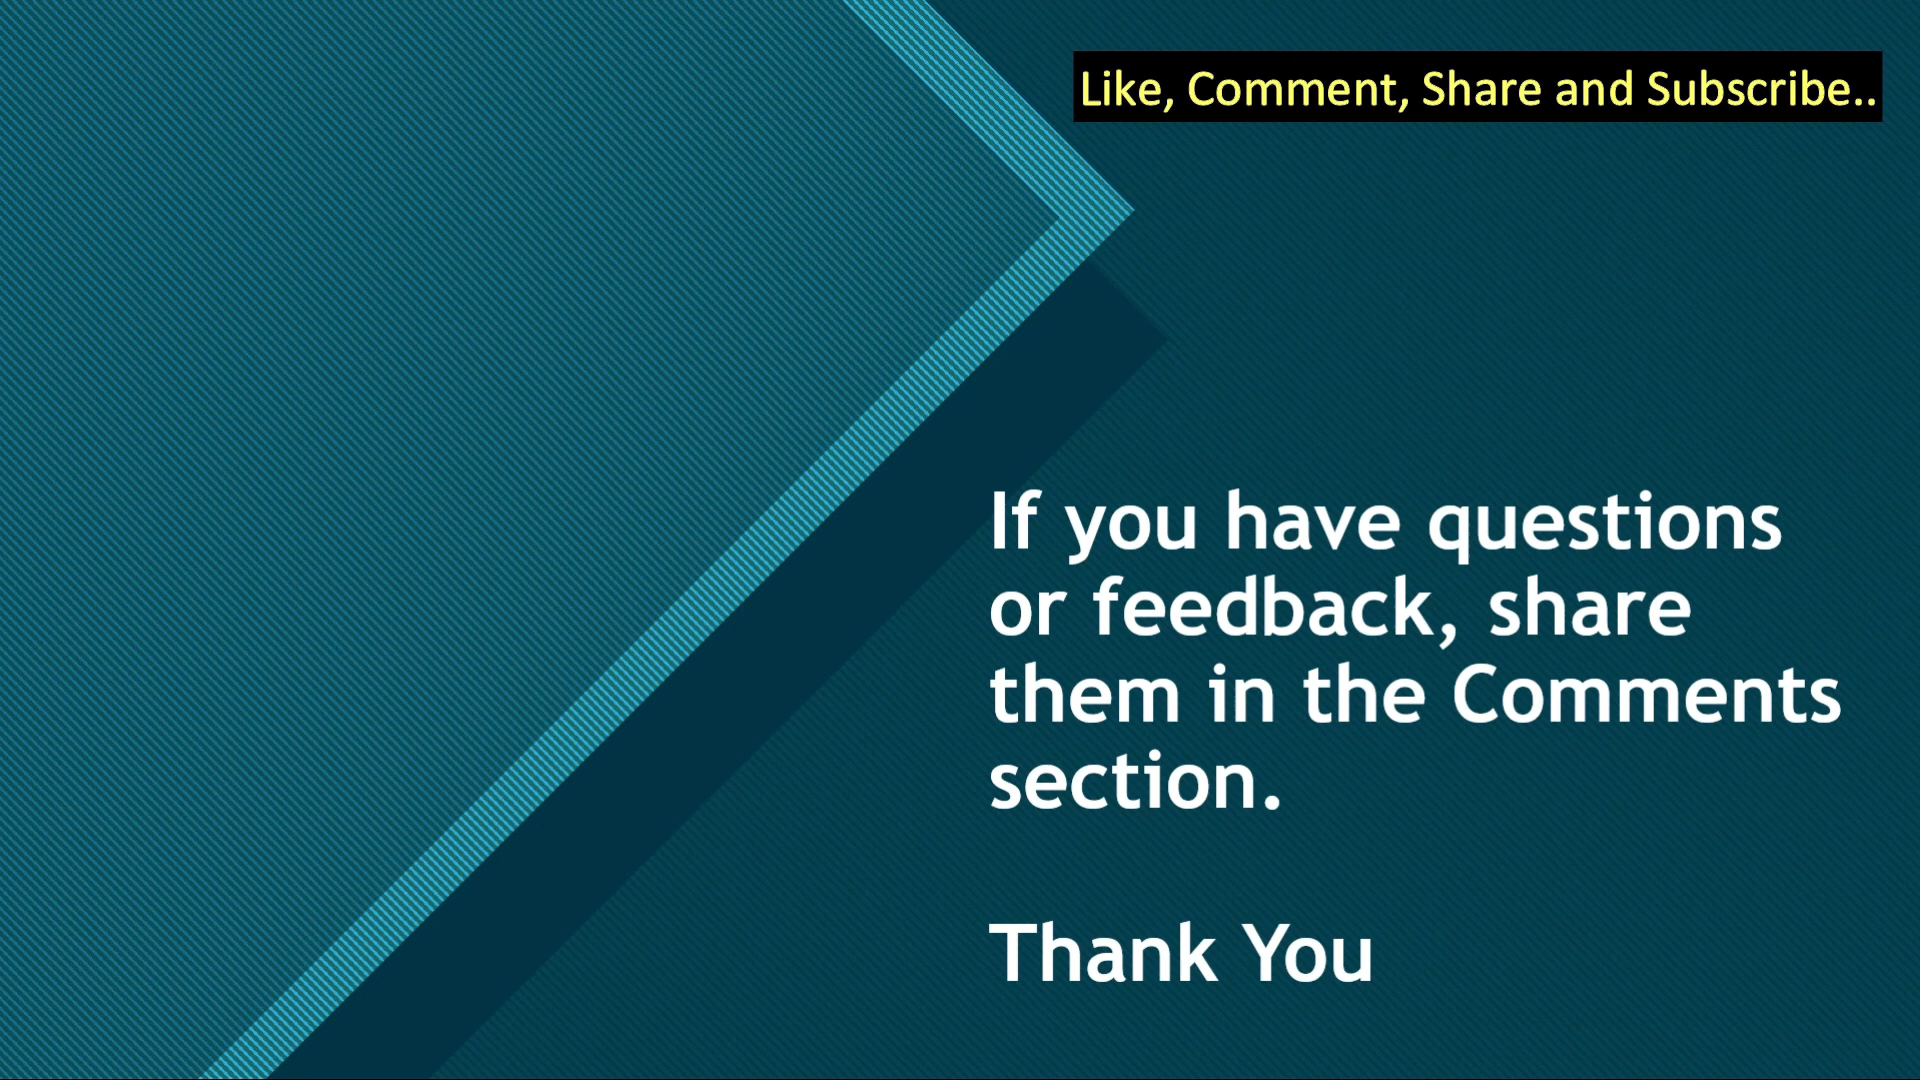 Like, Comment, Share and Subscribe..
If you have questions
or feedback, share
them in the Comments
section.
Thank You